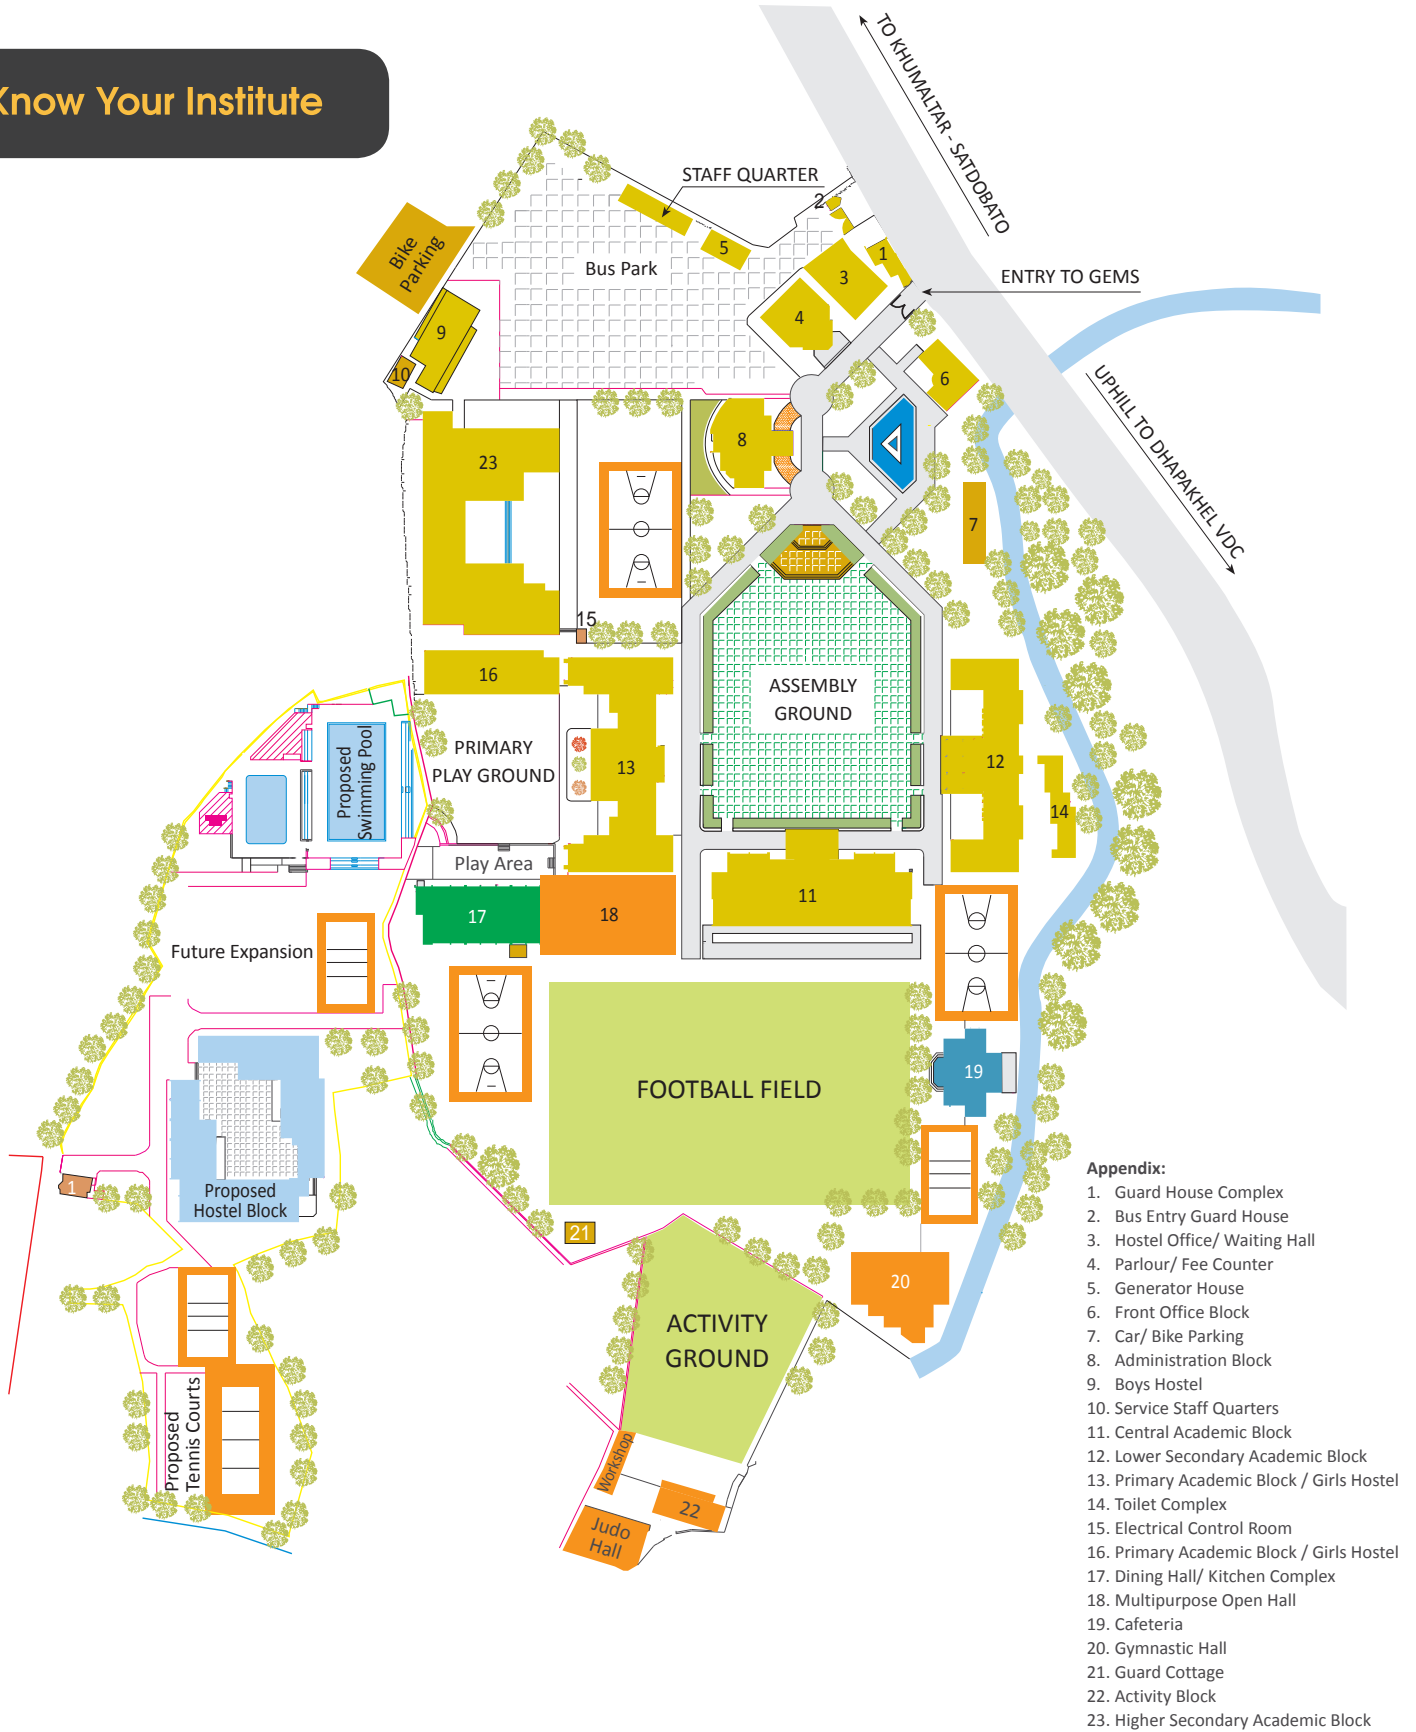 Know Your Institute
TO KHUMALTAR - SATDOBATO
STAFF QUARTER
2
Bike
Parking
5
Bus Park
1
3
ENTRY TO GEMS
4
9
10
6
UPHILL TO DHAPAKHEL VDC
8
23
7
15
16
ASSEMBLY
GROUND
Proposed
Swimming Pool
PRIMARY
PLAY GROUND
13
12
14
Play Area
11
17
18
Future Expansion
FOOTBALL FIELD
19
1
Proposed
Hostel Block
21
20
ACTIVITY
GROUND
Proposed
Tennis Courts
Workshop
22
Judo
Hall
Appendix:
1. Guard House Complex
2. Bus Entry Guard House
3. Hostel Office/ Waiting Hall
4. Parlour/ Fee Counter
5. Generator House
6. Front Office Block
7. Car/ Bike Parking
8. Administration Block
9. Boys Hostel
10. Service Staff Quarters
11. Central Academic Block
12. Lower Secondary Academic Block
13. Primary Academic Block / Girls Hostel
14. Toilet Complex
15. Electrical Control Room
16. Primary Academic Block / Girls Hostel
17. Dining Hall/ Kitchen Complex
18. Multipurpose Open Hall
19. Cafeteria
20. Gymnastic Hall
21. Guard Cottage
22. Activity Block
23. Higher Secondary Academic Block